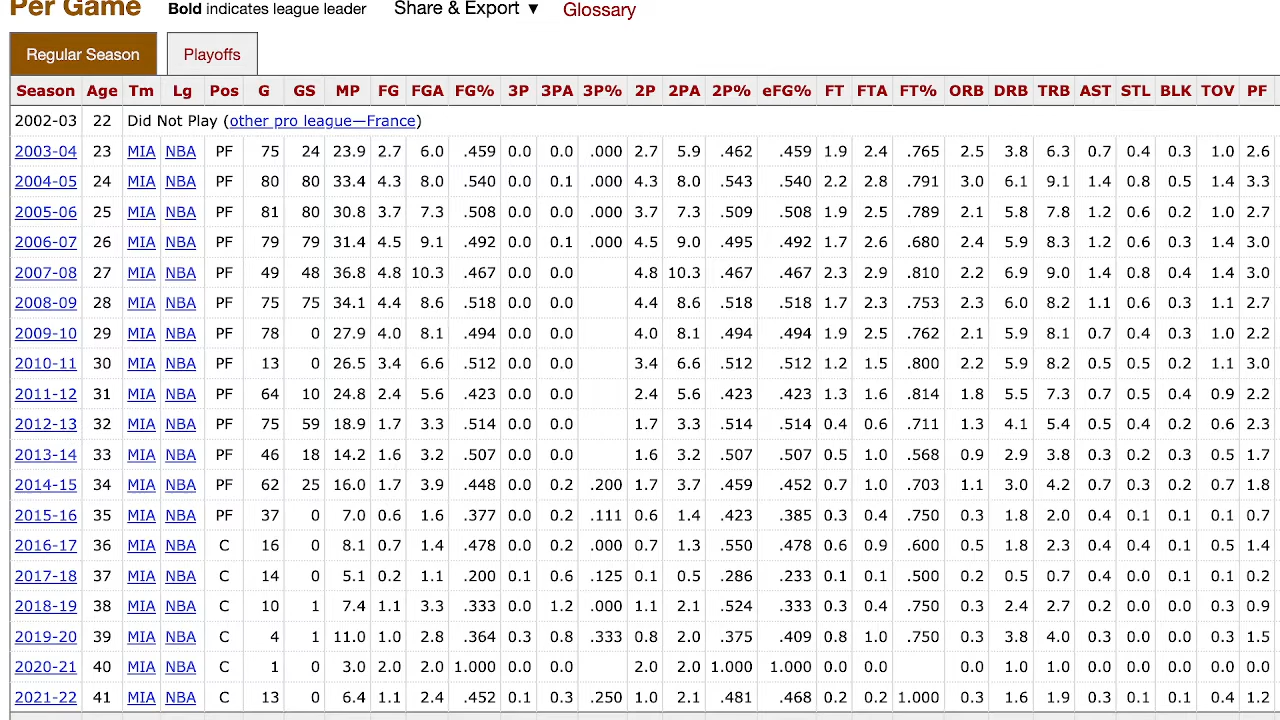 Per Game Bold indicates league leader Share & Export ▼ Glossary
Regular Season Playoffs
Season Age Tm Lg Pos G GS MP FG FGA FG% 3P 3PA 3P% 2P 2PA 2P% eFG% FT FTA FT% ORB DRB TRB AST STL BLK TOV PF
2002-03 22 Did Not Play (other pro league—France)
2003-04 23 MIA NBA PF 75 24 23.9 2.7 6.0 .459 0.0 0.0 .000 2.7 5.9 .462 .459 1.9 2.4 .765 2.5 3.8 6.3 0.7 0.4 0.3 1.0 2.6
2004-05 24 MIA NBA PF 80 80 33.4 4.3 8.0 .540 0.0 0.1 .000 4.3 8.0 .543 .540 2.2 2.8 .791 3.0 6.1 9.1 1.4 0.8 0.5 1.4 3.3
2005-06 25 MIA NBA PF 81 80 30.8 3.7 7.3 .508 0.0 0.0 .000 3.7 7.3 .509 .508 1.9 2.5 .789 2.1 5.8 7.8 1.2 0.6 0.2 1.0 2.7
2006-07 26 MIA NBA PF 79 79 31.4 4.5 9.1 .492 0.0 0.1 .000 4.5 9.0 .495 .492 1.7 2.6 .680 2.4 5.9 8.3 1.2 0.6 0.3 1.4 3.0
2007-08 27 MIA NBA PF 49 48 36.8 4.8 10.3 .467 0.0 0.0 4.8 10.3 .467 .467 2.3 2.9 .810 2.2 6.9 9.0 1.4 0.8 0.4 1.4 3.0
2008-09 28 MIA NBA PF 75 75 34.1 4.4 8.6 .518 0.0 0.0 4.4 8.6 .518 .518 1.7 2.3 .753 2.3 6.0 8.2 1.1 0.6 0.3 1.1 2.7
2009-10 29 MIA NBA PF 78 0 27.9 4.0 8.1 .494 0.0 0.0 4.0 8.1 .494 .494 1.9 2.5 .762 2.1 5.9 8.1 0.7 0.4 0.3 1.0 2.2
2010-11 30 MIA NBA PF 13 0 26.5 3.4 6.6 .512 0.0 0.0 3.4 6.6 .512 .512 1.2 1.5 .800 2.2 5.9 8.2 0.5 0.5 0.2 1.1 3.0
2011-12 31 MIA NBA PF 64 10 24.8 2.4 5.6 .423 0.0 0.0 2.4 5.6 .423 .423 1.3 1.6 .814 1.8 5.5 7.3 0.7 0.5 0.4 0.9 2.2
2012-13 32 MIA NBA PF 75 59 18.9 1.7 3.3 .514 0.0 0.0 1.7 3.3 .514 .514 0.4 0.6 .711 1.3 4.1 5.4 0.5 0.4 0.2 0.6 2.3
2013-14 33 MIA NBA PF 46 18 14.2 1.6 3.2 .507 0.0 0.0 1.6 3.2 .507 .507 0.5 1.0 .568 0.9 2.9 3.8 0.3 0.2 0.3 0.5 1.7
2014-15 34 MIA NBA PF 62 25 16.0 1.7 3.9 .448 0.0 0.2 .200 1.7 3.7 .459 .452 0.7 1.0 .703 1.1 3.0 4.2 0.7 0.3 0.2 0.7 1.8
2015-16 35 MIA NBA PF 37 0 7.0 0.6 1.6 .377 0.0 0.2 .111 0.6 1.4 .423 .385 0.3 0.4 .750 0.3 1.8 2.0 0.4 0.1 0.1 0.1 0.7
2016-17 36 MIA NBA C 16 0 8.1 0.7 1.4 .478 0.0 0.2 .000 0.7 1.3 .550 .478 0.6 0.9 .600 0.5 1.8 2.3 0.4 0.4 0.1 0.5 1.4
2017-18 37 MIA NBA C 14 0 5.1 0.2 1.1 .200 0.1 0.6 .125 0.1 0.5 .286 .233 0.1 0.1 .500 0.2 0.5 0.7 0.4 0.0 0.1 0.1 0.2
2018-19 38 MIA NBA C 10 1 7.4 1.1 3.3 .333 0.0 1.2 .000 1.1 2.1 .524 .333 0.3 0.4 .750 0.3 2.4 2.7 0.2 0.0 0.0 0.3 0.9
2019-20 39 MIA NBA C 4 1 11.0 1.0 2.8 .364 0.3 0.8 .333 0.8 2.0 .375 .409 0.8 1.0 .750 0.3 3.8 4.0 0.3 0.0 0.0 0.3 1.5
2020-21 40 MIA NBA C 1 0 3.0 2.0 2.0 1.000 0.0 0.0 2.0 2.0 1.000 1.000 0.0 0.0 0.0 1.0 1.0 0.0 0.0 0.0 0.0 0.0
2021-22 41 MIA NBA C 13 0 6.4 1.1 2.4 .452 0.1 0.3 .250 1.0 2.1 .481 .468 0.2 0.2 1.000 0.3 1.6 1.9 0.3 0.1 0.1 0.4 1.2